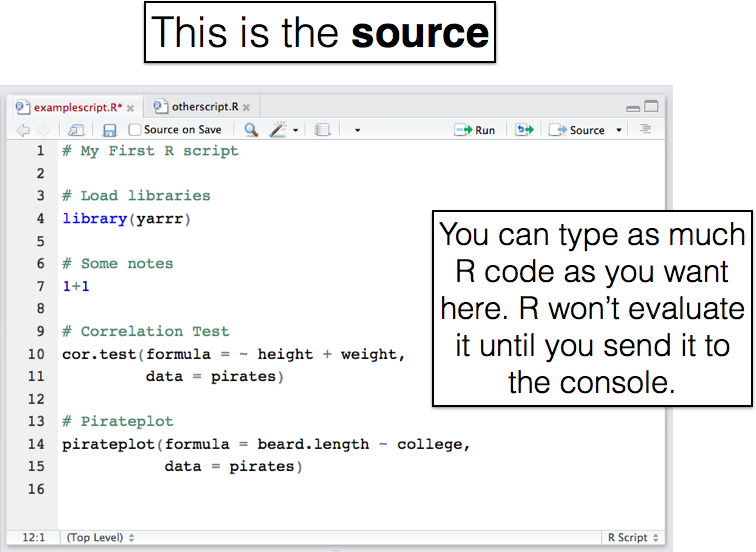 This is the source
examplescript.R* ×
otherscript.R ×
Source on Save
Run
Source
1 # My First R script
2
3 # Load libraries
4 library(yarrr)
5
6 # Some notes
7 1+1
8
9 # Correlation Test
10 cor.test(formula = ~ height + weight,
11          data = pirates)
12
13 # Pirateplot
14 pirateplot(formula = beard.length ~ college,
15            data = pirates)
16
You can type as much
R code as you want
here. R won’t evaluate
it until you send it to
the console.
12:1
(Top Level)
R Script